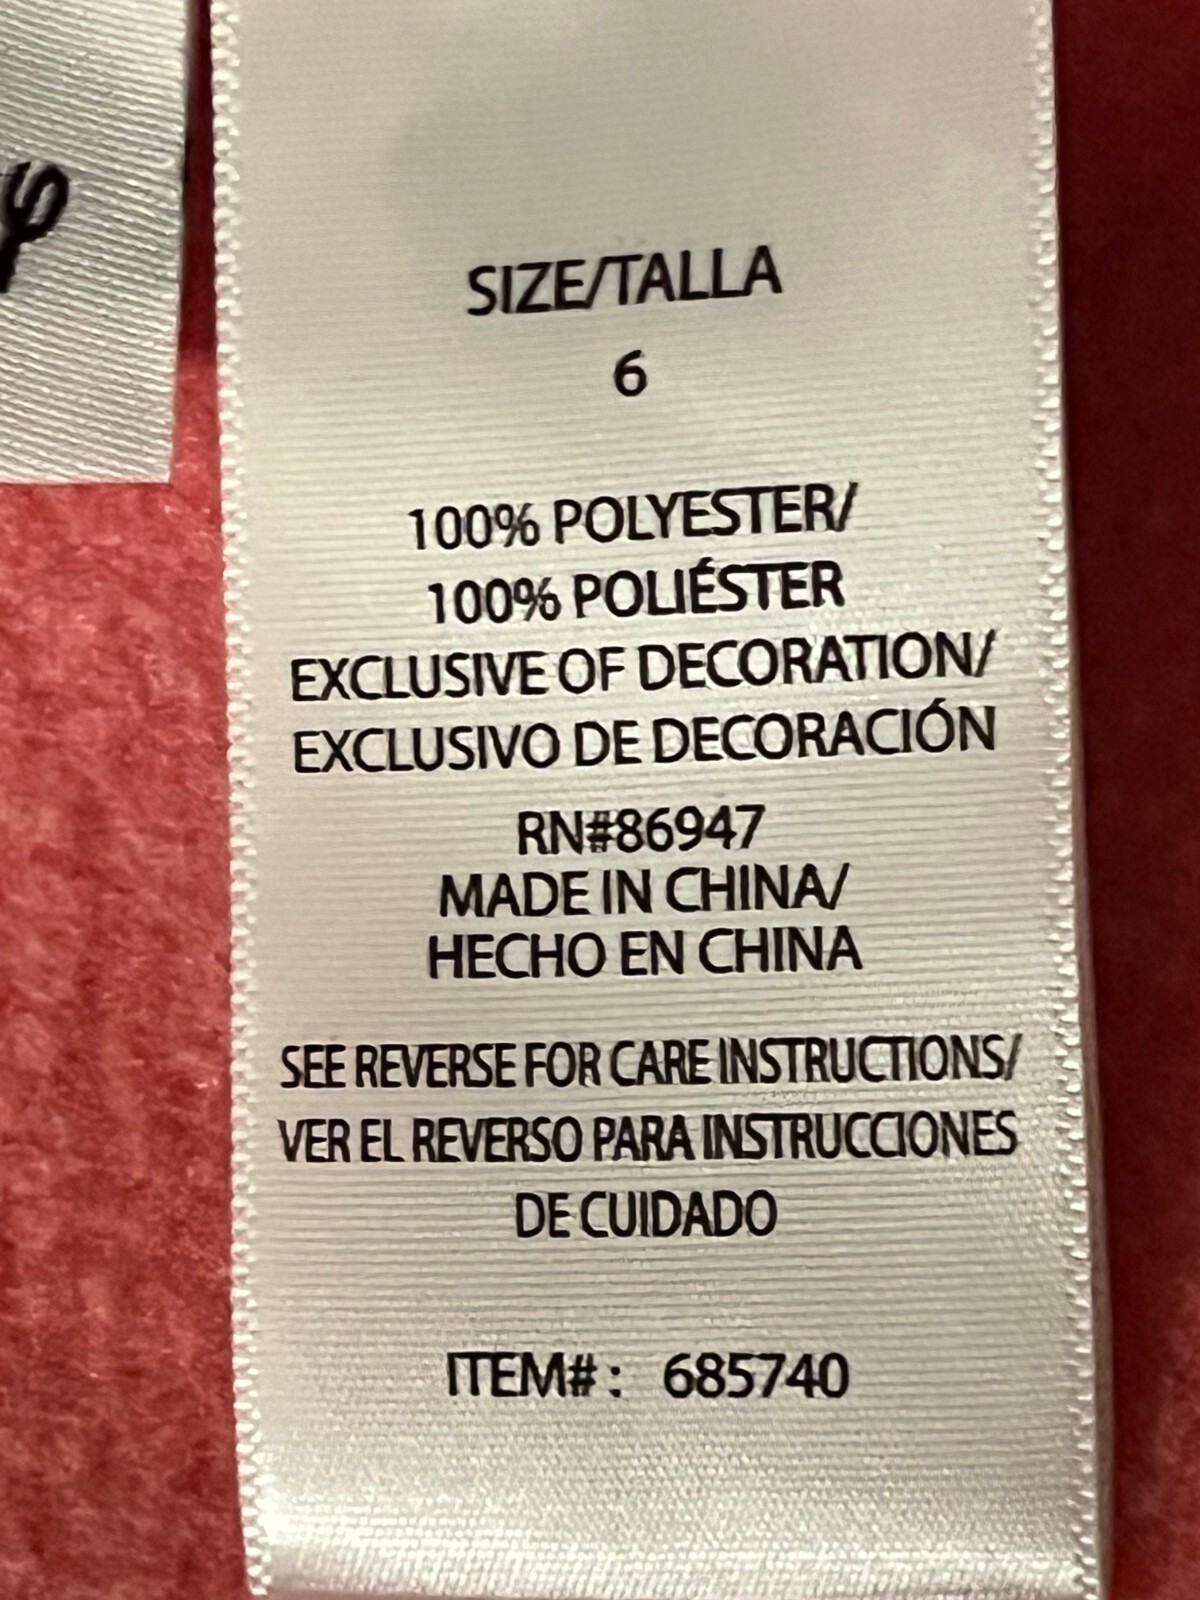 SIZE/TALLA
6
100% POLYESTER/
100% POLIÉSTER
EXCLUSIVE OF DECORATION/
EXCLUSIVO DE DECORACIÓN
RN#86947
MADE IN CHINA/
HECHO EN CHINA
SEE REVERSE FOR CARE INSTRUCTIONS/
VER EL REVERSO PARA INSTRUCCIONES
DE CUIDADO
ITEM#: 685740